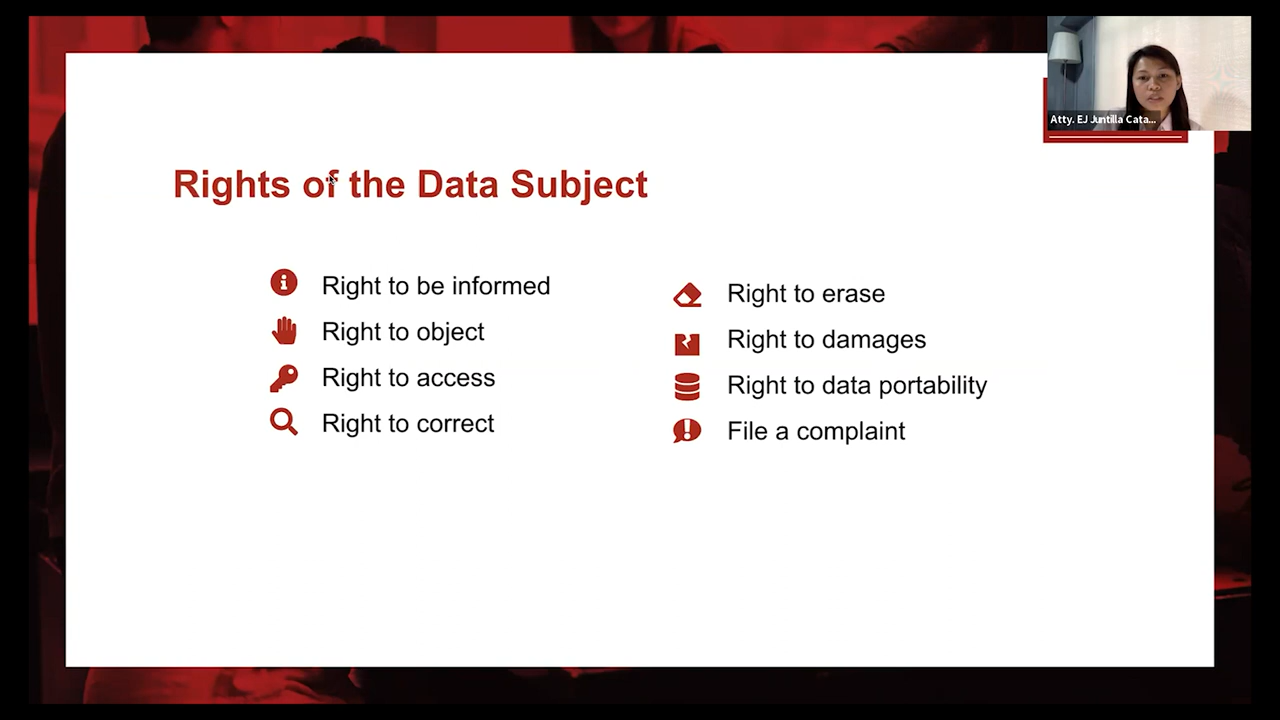 Atty. EJ Juntilla Cata...
Rights of the Data Subject
Right to be informed
Right to object
Right to access
Right to correct
Right to erase
Right to damages
Right to data portability
File a complaint